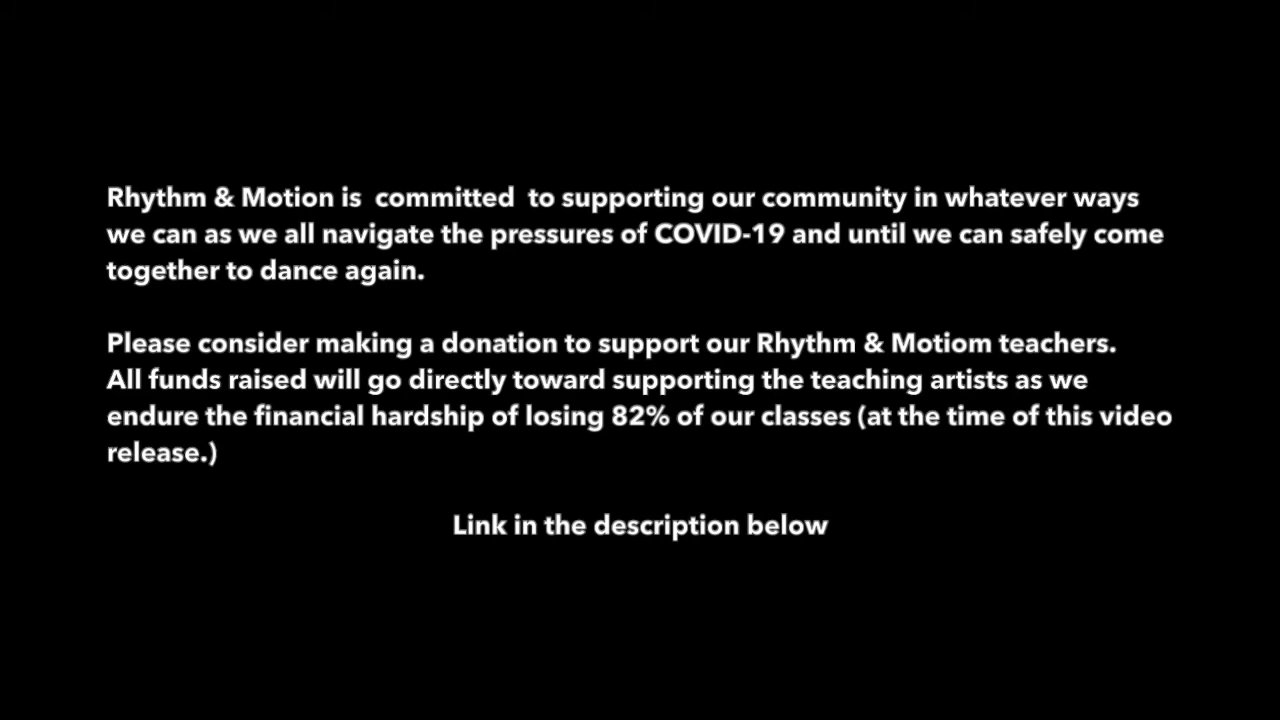 Rhythm & Motion is  committed  to supporting our community in whatever ways
we can as we all navigate the pressures of COVID-19 and until we can safely come
together to dance again.
Please consider making a donation to support our Rhythm & Motiom teachers.
All funds raised will go directly toward supporting the teaching artists as we
endure the financial hardship of losing 82% of our classes (at the time of this video
release.)
Link in the description below